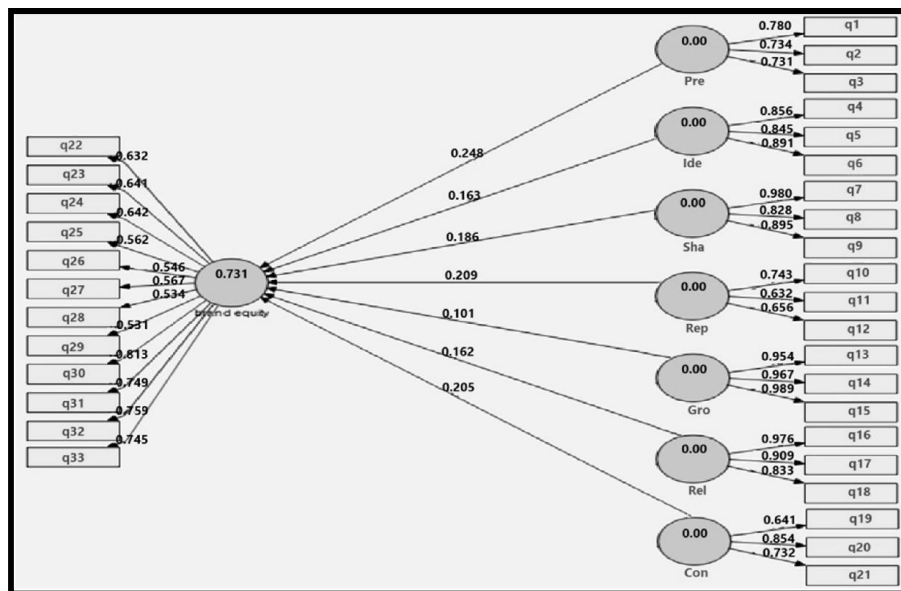 q22
q23
q24
q25
q26
q27
q28
q29
q30
q31
q32
q33
0.632
0.641
0.642
0.562
0.546
0.567
0.534
0.531
0.813
0.749
0.759
0.745
0.731
brand equity
0.248
0.163
0.186
0.209
0.101
0.162
0.205
0.00
Pre
0.780
0.734
0.731
q1
q2
q3
0.00
Ide
0.856
0.845
0.891
q4
q5
q6
0.00
Sha
0.980
0.828
0.895
q7
q8
q9
0.00
Rep
0.743
0.632
0.656
q10
q11
q12
0.00
Gro
0.954
0.967
0.989
q13
q14
q15
0.00
Rel
0.976
0.909
0.833
q16
q17
q18
0.00
Con
0.641
0.854
0.732
q19
q20
q21